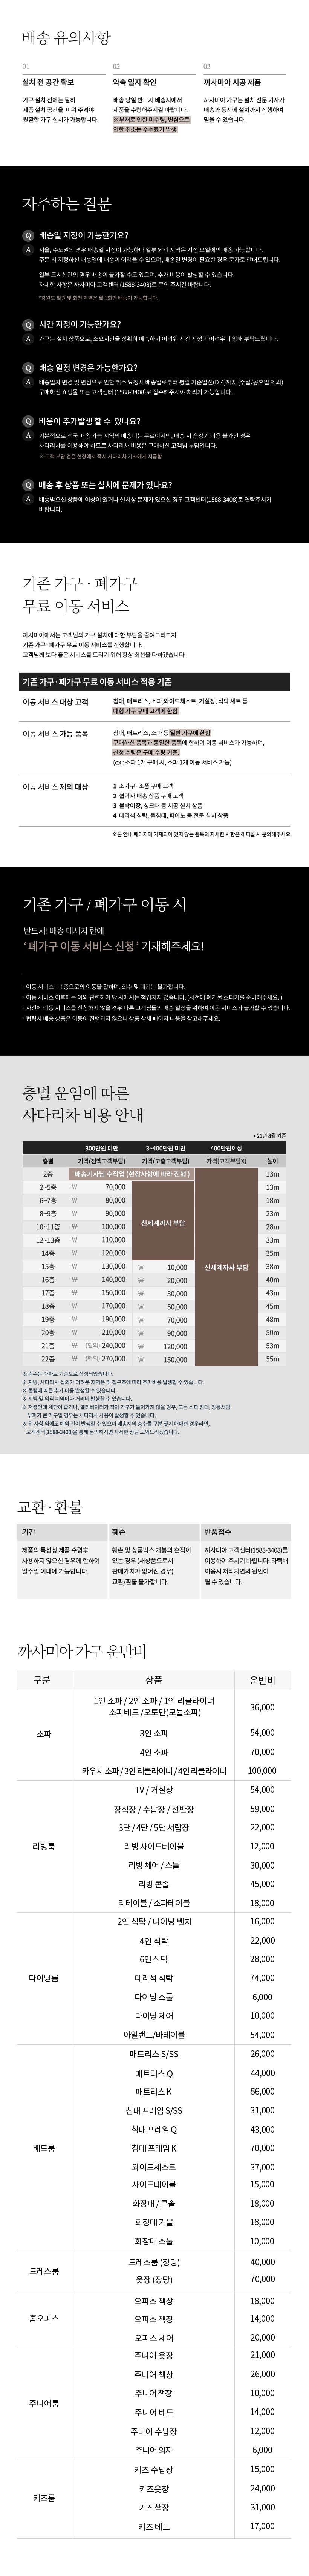 배송 유의사항
01
설치 전 공간 확보
가구 설치 전에는 필히
제품 설치 공간을 비워 주셔야
원활한 가구 설치가 가능합니다.
02
약속 일자 확인
배송 당일 반드시 배송지에서
제품을 수령해주시길 바랍니다.
※부재로 인한 미수령, 변심으로
인한 취소는 수수료가 발생
03
까사미아 시공 제품
까사미아 가구는 설치 전문 기사가
배송과 동시에 설치까지 진행하여
믿을 수 있습니다.
자주하는 질문
Q 배송일 지정이 가능한가요?
A 서울, 수도권의 경우 배송일 지정이 가능하나 일부 외곽 지역은 지정 요일에만 배송 가능합니다.
주문 시 지정하신 배송일에 배송이 어려울 수 있으며, 배송일 변경이 필요한 경우 문자로 안내드립니다.
일부 도서산간의 경우 배송이 불가할 수도 있으며, 추가 비용이 발생할 수 있습니다.
자세한 사항은 까사미아 고객센터 (1588-3408)로 문의 주시길 바랍니다.
*강원도 철원 및 화천 지역은 월 1회만 배송이 가능합니다.
Q 시간 지정이 가능한가요?
A 가구는 설치 상품으로, 소요시간을 정확히 예측하기 어려워 시간 지정이 어려우니 양해 부탁드립니다.
Q 배송 일정 변경은 가능한가요?
A 배송일자 변경 및 변심으로 인한 취소 요청시 배송일로부터 평일 기준일전(D-4)까지 (주말/공휴일 제외)
구매하신 쇼핑몰 또는 고객센터 (1588-3408)로 접수해주셔야 처리가 가능합니다.
Q 비용이 추가발생 할 수 있나요?
A 기본적으로 전국 배송 가능 지역의 배송비는 무료이지만, 배송 시 승강기 이용 불가인 경우
사다리차를 이용해야 하므로 사다리차 비용은 구매하신 고객님 부담입니다.
※ 고객 부담 건은 현장에서 즉시 사다리차 기사에게 지급함
Q 배송 후 상품 또는 설치에 문제가 있나요?
A 배송받으신 상품에 이상이 있거나 설치상 문제가 있으신 경우 고객센터(1588-3408)로 연락주시기
바랍니다.
기존 가구 · 폐가구
무료 이동 서비스
까사미아에서는 고객님의 가구 설치에 대한 부담을 줄여드리고자
기존 가구·폐가구 무료 이동 서비스를 진행합니다.
고객님께 보다 좋은 서비스를 드리기 위해 항상 최선을 다하겠습니다.
기존 가구·폐가구 무료 이동 서비스 적용 기준
이동 서비스 대상 고객
침대, 매트리스, 소파,와이드체스트, 거실장, 식탁 세트 등
대형 가구 구매 고객에 한함
이동 서비스 가능 품목
침대, 매트리스, 소파 등 일반 가구에 한함
구매하신 품목과 동일한 품목에 한하여 이동 서비스가 가능하며,
신청 수량은 구매 수량 기준.
(ex : 소파 1개 구매 시, 소파 1개 이동 서비스 가능)
이동 서비스 제외 대상
1 소가구·소품 구매 고객
2 협력사 배송 상품 구매 고객
3 붙박이장, 싱크대 등 시공 설치 상품
4 대리석 식탁, 돌침대, 피아노 등 전문 설치 상품
※본 안내 페이지에 기재되어 있지 않는 품목의 자세한 사항은 해피콜 시 문의해주세요.
기존 가구 / 폐가구 이동 시
반드시! 배송 메세지 란에
‘ 폐가구 이동 서비스 신청 ’ 기재해주세요!
· 이동 서비스는 1층으로의 이동을 말하며, 회수 및 폐기는 불가합니다.
· 이동 서비스 이후에는 이와 관련하여 당 사에서는 책임지지 않습니다. (사전에 폐기물 스티커를 준비해주세요. )
· 사전에 이동 서비스를 신청하지 않을 경우 다른 고객님들의 배송 일정을 위하여 이동 서비스가 불가할 수 있습니다.
· 협력사 배송 상품은 이동이 진행되지 않으니 상품 상세 페이지 내용을 참고해주세요.
층별 운임에 따른
사다리차 비용 안내
• 21년 8월 기준
300만원 미만 3~400만원 미만 400만원이상
층별 가격(전액고객부담) 가격(고층고객부담) 가격(고객부담X) 높이
2층 배송기사님 수작업 (현장사항에 따라 진행 ) 13m
2~5층 ₩ 70,000 13m
6~7층 ₩ 80,000 18m
8~9층 ₩ 90,000 23m
신세계까사 부담
10~11층 ₩ 100,000 28m
12~13층 ₩ 110,000 33m
14층 ₩ 120,000 35m
15층 ₩ 130,000 ₩ 10,000 신세계까사 부담 38m
16층 ₩ 140,000 ₩ 20,000 40m
17층 ₩ 150,000 ₩ 30,000 43m
18층 ₩ 170,000 ₩ 50,000 45m
19층 ₩ 190,000 ₩ 70,000 48m
20층 ₩ 210,000 ₩ 90,000 50m
21층 ₩ (협의) 240,000 ₩ 120,000 53m
22층 ₩ (협의) 270,000 ₩ 150,000 55m
※ 층수는 아파트 기준으로 작성되었습니다.
※ 지방, 사다리차 섭외가 어려운 지역은 및 집구조에 따라 추가비용 발생할 수 있습니다.
※ 물량에 따른 추가 비용 발생할 수 있습니다.
※ 지방 및 외곽 지역마다 거리비 발생할 수 있습니다.
※ 저층인데 계단이 좁거나, 엘리베이터가 작아 가구가 들어가지 않을 경우, 또는 소파 침대, 장롱처럼
부피가 큰 가구일 경우는 사다리차 사용이 발생할 수 있습니다.
※ 위 사항 외에도 예외 건이 발생할 수 있으며 배송지의 층수를 구분 짓기 애매한 경우라면,
고객센터(1588-3408)을 통해 문의하시면 자세한 상담 도와드리겠습니다.
교환 · 환불
기간
제품의 특성상 제품 수령후
사용하지 않으신 경우에 한하여
일주일 이내에 가능합니다.
훼손
훼손 및 상품박스 개봉의 흔적이
있는 경우 (새상품으로서
판매가치가 없어진 경우)
교환/환불 불가합니다.
반품접수
까사미아 고객센터(1588-3408)를
이용하여 주시기 바랍니다. 타택배
이용시 처리지연의 원인이
될 수 있습니다.
까사미아 가구 운반비
구분 상품 운반비
소파
1인 소파 / 2인 소파 / 1인 리클라이너
소파베드 /오토만(모듈소파) 36,000
3인 소파 54,000
4인 소파 70,000
카우치 소파 / 3인 리클라이너 / 4인 리클라이너 100,000
리빙룸
TV / 거실장 54,000
장식장 / 수납장 / 선반장 59,000
3단 / 4단 / 5단 서랍장 22,000
리빙 사이드테이블 12,000
리빙 체어 / 스툴 30,000
리빙 콘솔 45,000
티테이블 / 소파테이블 18,000
다이닝룸
2인 식탁 / 다이닝 벤치 16,000
4인 식탁 22,000
6인 식탁 28,000
대리석 식탁 74,000
다이닝 스툴 6,000
다이닝 체어 10,000
아일랜드/바테이블 54,000
베드룸
매트리스 S/SS 26,000
매트리스 Q 44,000
매트리스 K 56,000
침대 프레임 S/SS 31,000
침대 프레임 Q 43,000
침대 프레임 K 70,000
와이드체스트 37,000
사이드테이블 15,000
화장대 / 콘솔 18,000
화장대 거울 18,000
화장대 스툴 10,000
드레스룸
드레스룸 (장당) 40,000
옷장 (장당) 70,000
홈오피스
오피스 책상 18,000
오피스 책장 14,000
오피스 체어 20,000
주니어룸
주니어 옷장 21,000
주니어 책상 26,000
주니어 책장 10,000
주니어 베드 14,000
주니어 수납장 12,000
주니어 의자 6,000
키즈룸
키즈 수납장 15,000
키즈옷장 24,000
키즈 책장 31,000
키즈 베드 17,000